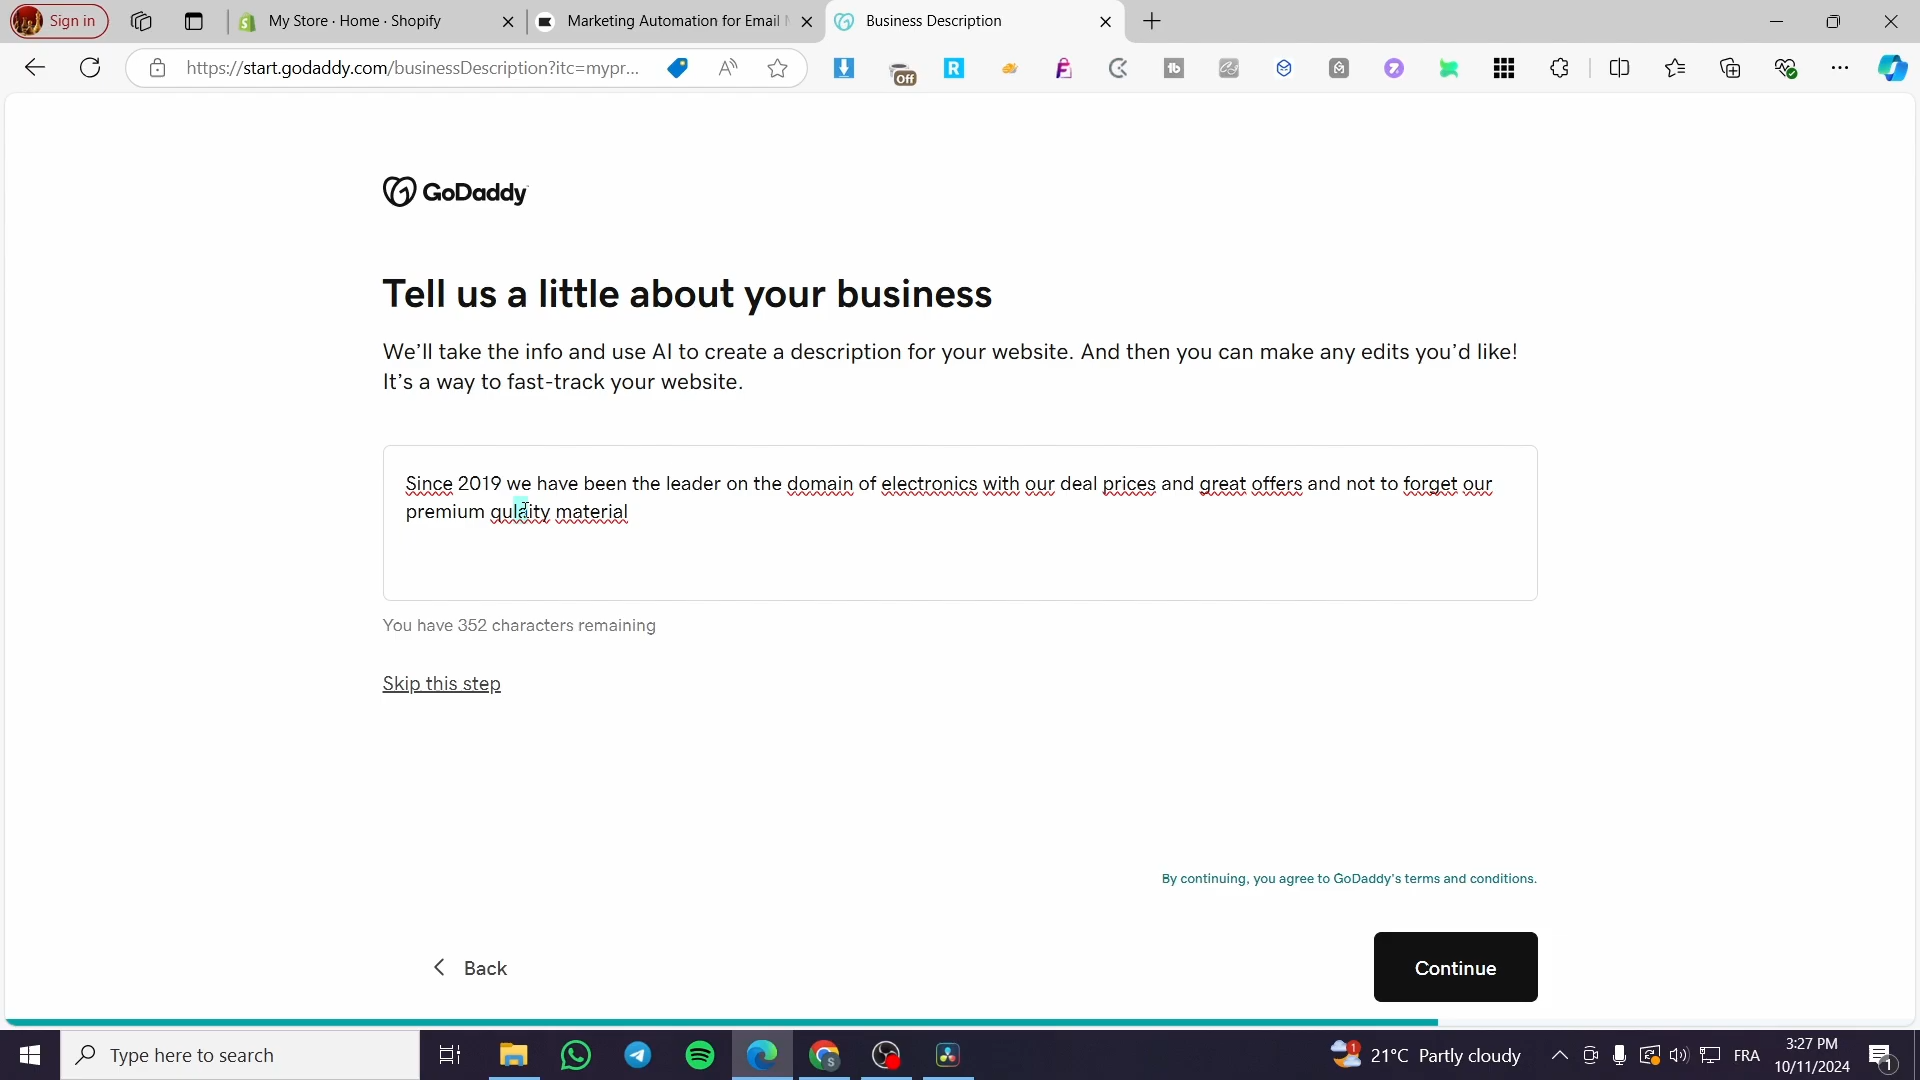 Sign in
My Store · Home · Shopify
Marketing Automation for Email
Business Description
https://start.godaddy.com/businessDescription?itc=mypr...
Off
GoDaddy
Tell us a little about your business
We'll take the info and use AI to create a description for your website. And then you can make any edits you'd like!
It's a way to fast-track your website.
Since 2019 we have been the leader on the domain of electronics with our deal prices and great offers and not to forget our
premium qulaity material
You have 352 characters remaining
Skip this step
By continuing, you agree to GoDaddy's terms and conditions.
Back
Continue
Type here to search
21°C Partly cloudy
FRA
3:27 PM
10/11/2024